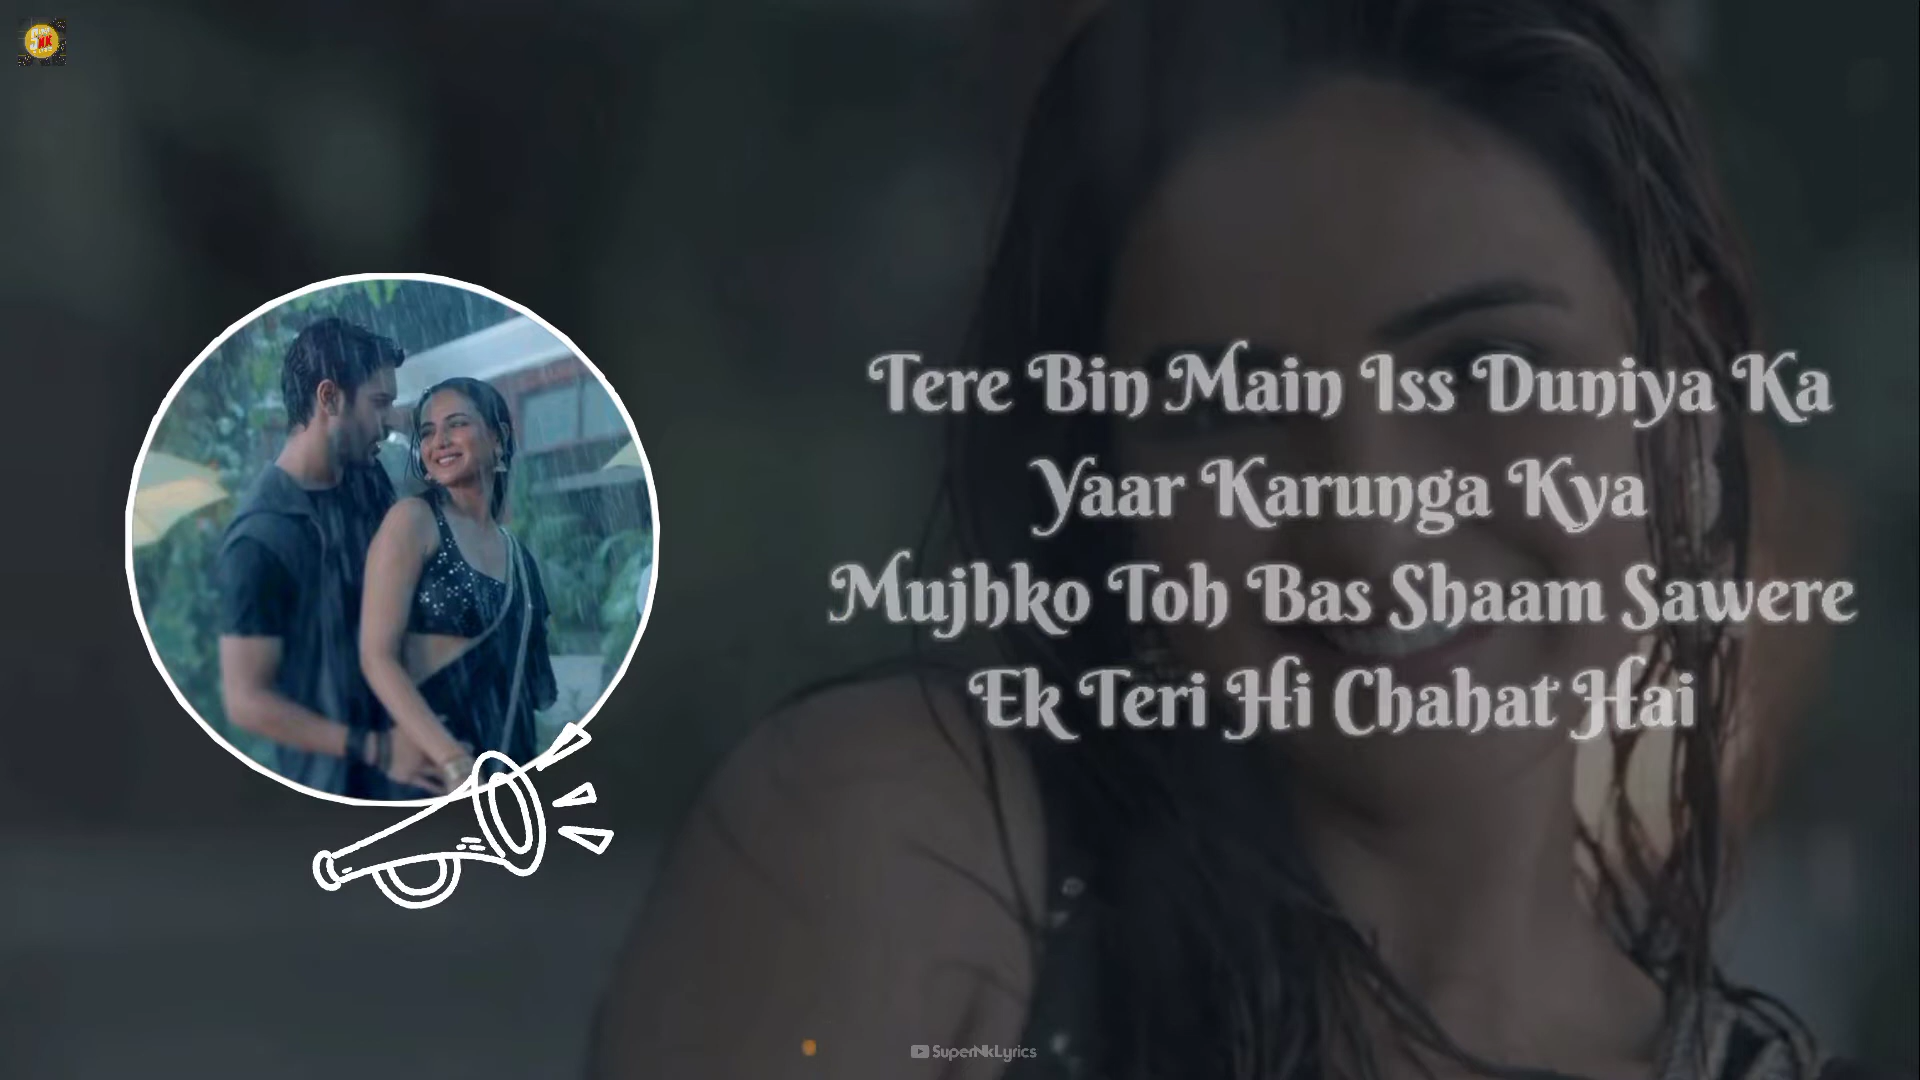 Tere Bin Main Iss Duniya Ka
Yaar Karunga Kya
Mujhko Toh Bas Shaam Sawere
Ek Teri Hi Chahat Hai
SuperNkLyrics